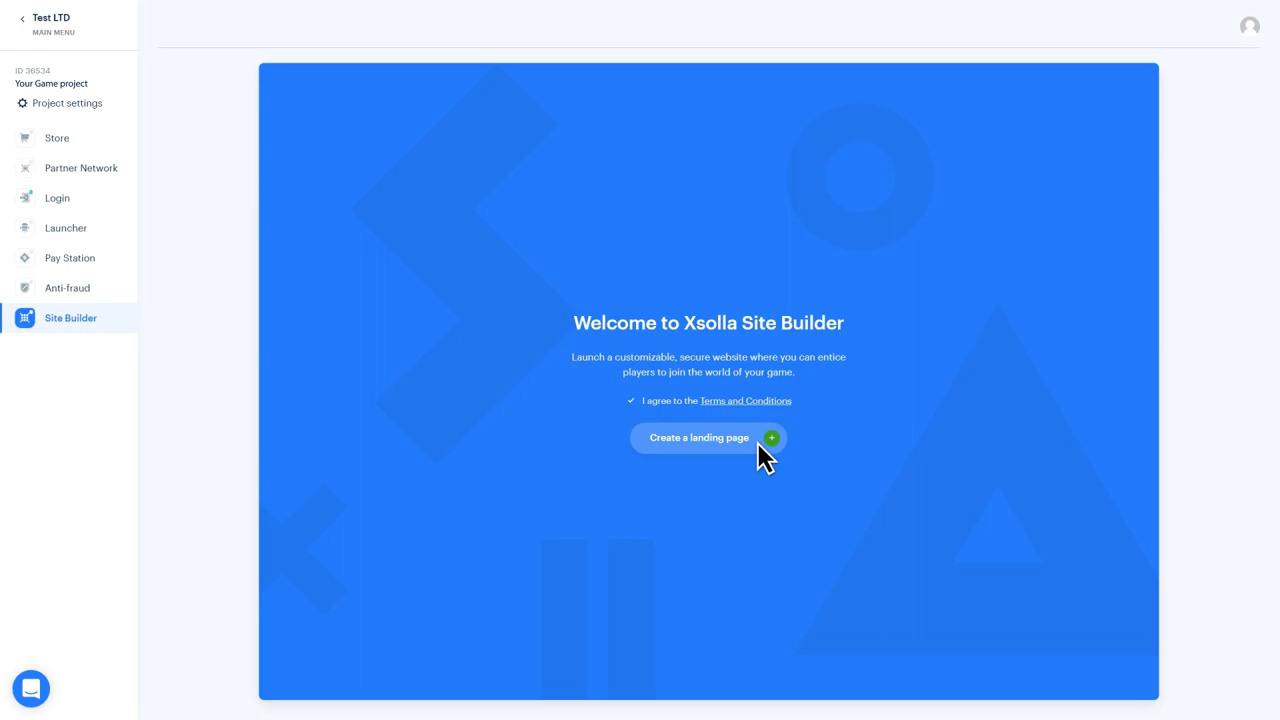 Test LTD
MAIN MENU
ID 36534
Your Game project
Project settings
Store
Partner Network
Login
Launcher
Pay Station
Anti-fraud
Site Builder
Welcome to Xsolla Site Builder
Launch a customizable, secure website where you can entice
players to join the world of your game.
I agree to the Terms and Conditions
Create a landing page